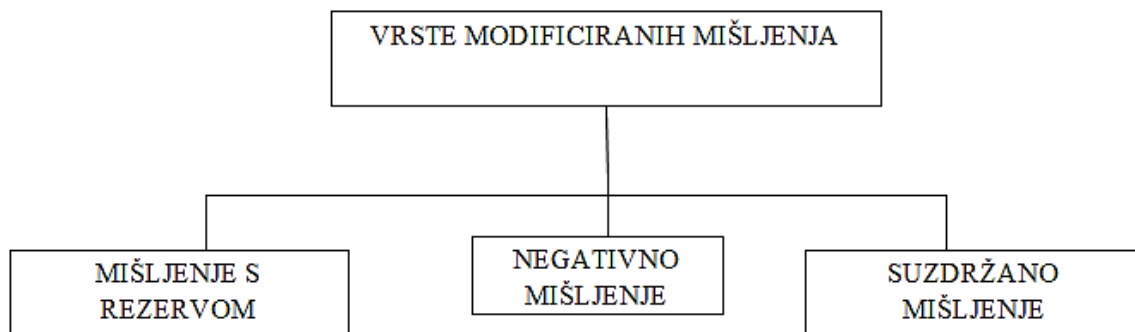 VRSTE MODIFICIRANIH MIŠLJENJA
MIŠLJENJE S
REZERVOM
NEGATIVNO
MIŠLJENJE
SUZDRŽANO
MIŠLJENJE